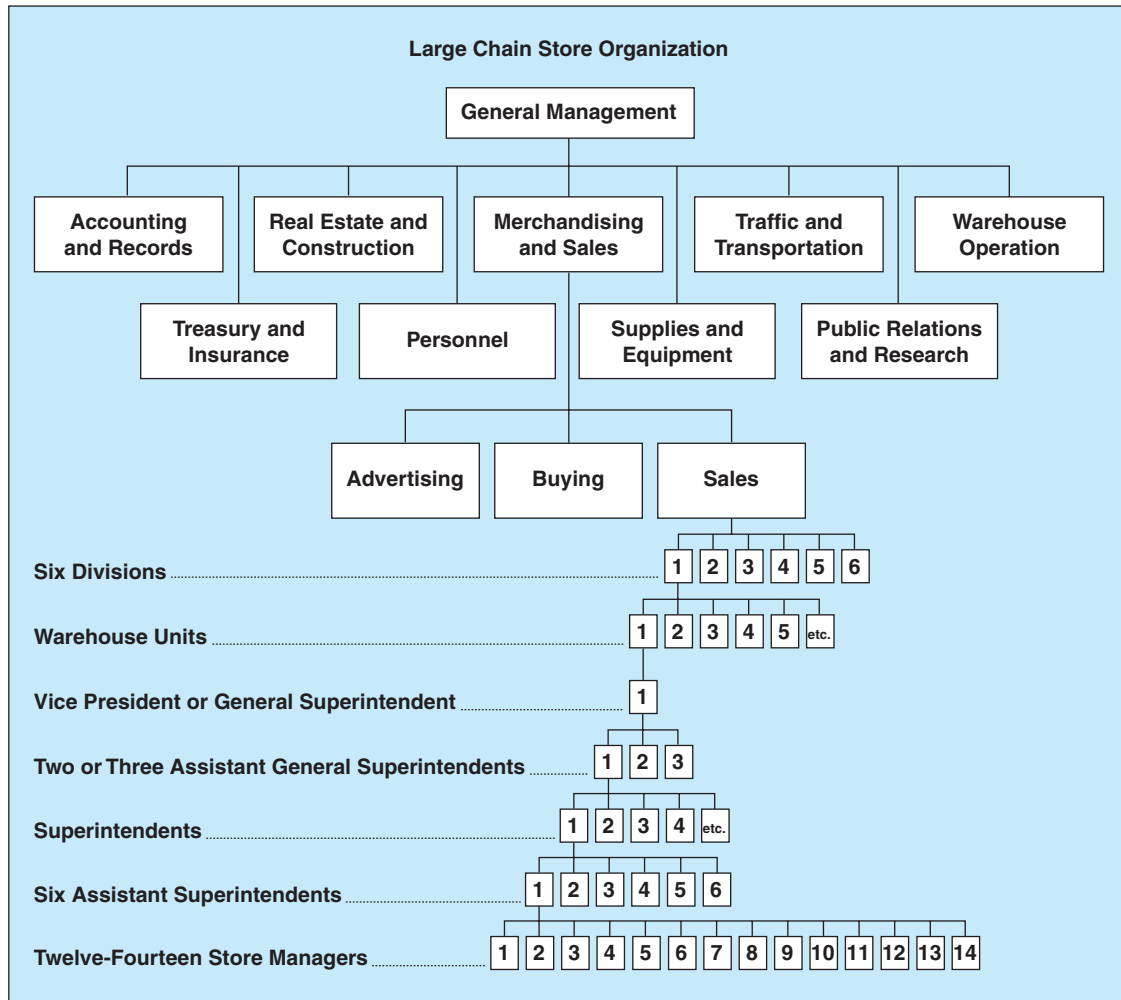 Large Chain Store Organization
General Management
Accounting
and Records
Real Estate and
Construction
Merchandising
and Sales
Traffic and
Transportation
Warehouse
Operation
Treasury and
Insurance
Personnel
Supplies and
Equipment
Public Relations
and Research
Advertising
Buying
Sales
Six Divisions 1 2 3 4 5 6
Warehouse Units 1 2 3 4 5 etc.
Vice President or General Superintendent 1
Two or Three Assistant General Superintendents 1 2 3
Superintendents 1 2 3 4 etc.
Six Assistant Superintendents 1 2 3 4 5 6
Twelve-Fourteen Store Managers 1 2 3 4 5 6 7 8 9 10 11 12 13 14